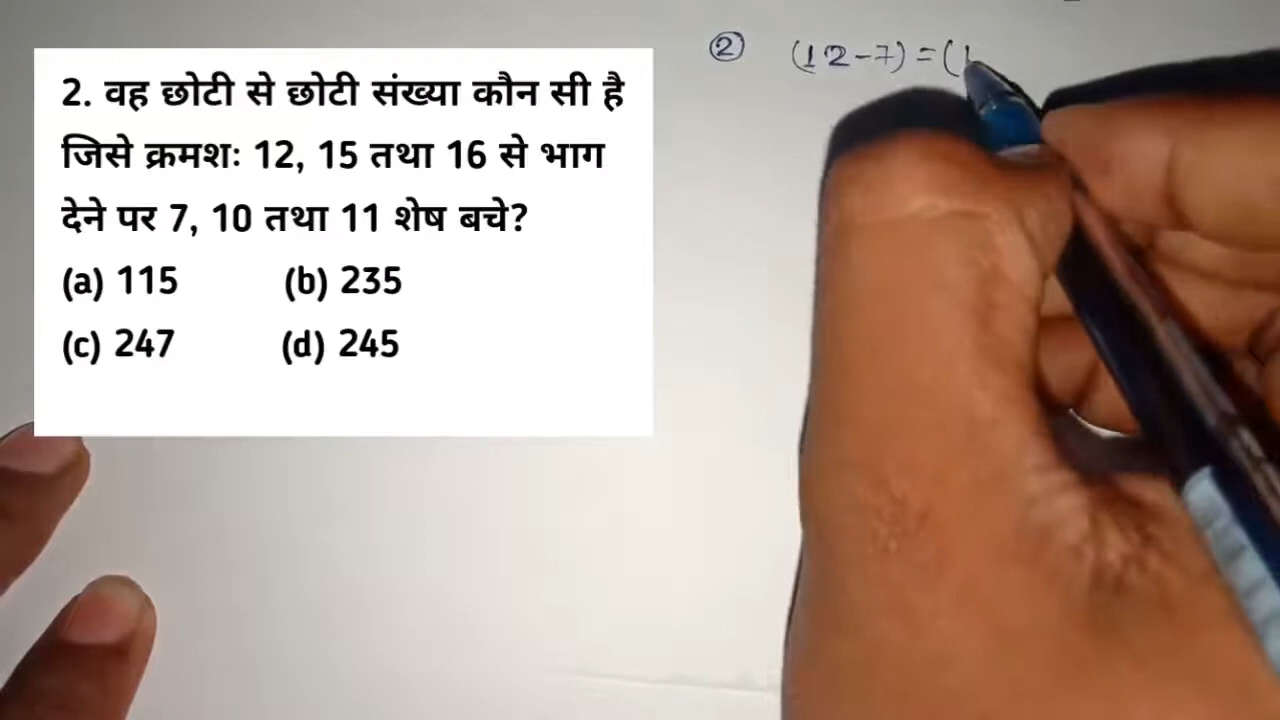 2. वह छोटी से छोटी संख्या कौन सी है
जिसे क्रमशः 12, 15 तथा 16 से भाग
देने पर 7, 10 तथा 11 शेष बचे?
(a) 115 (b) 235
(c) 247 (d) 245
② (12-7) = (1